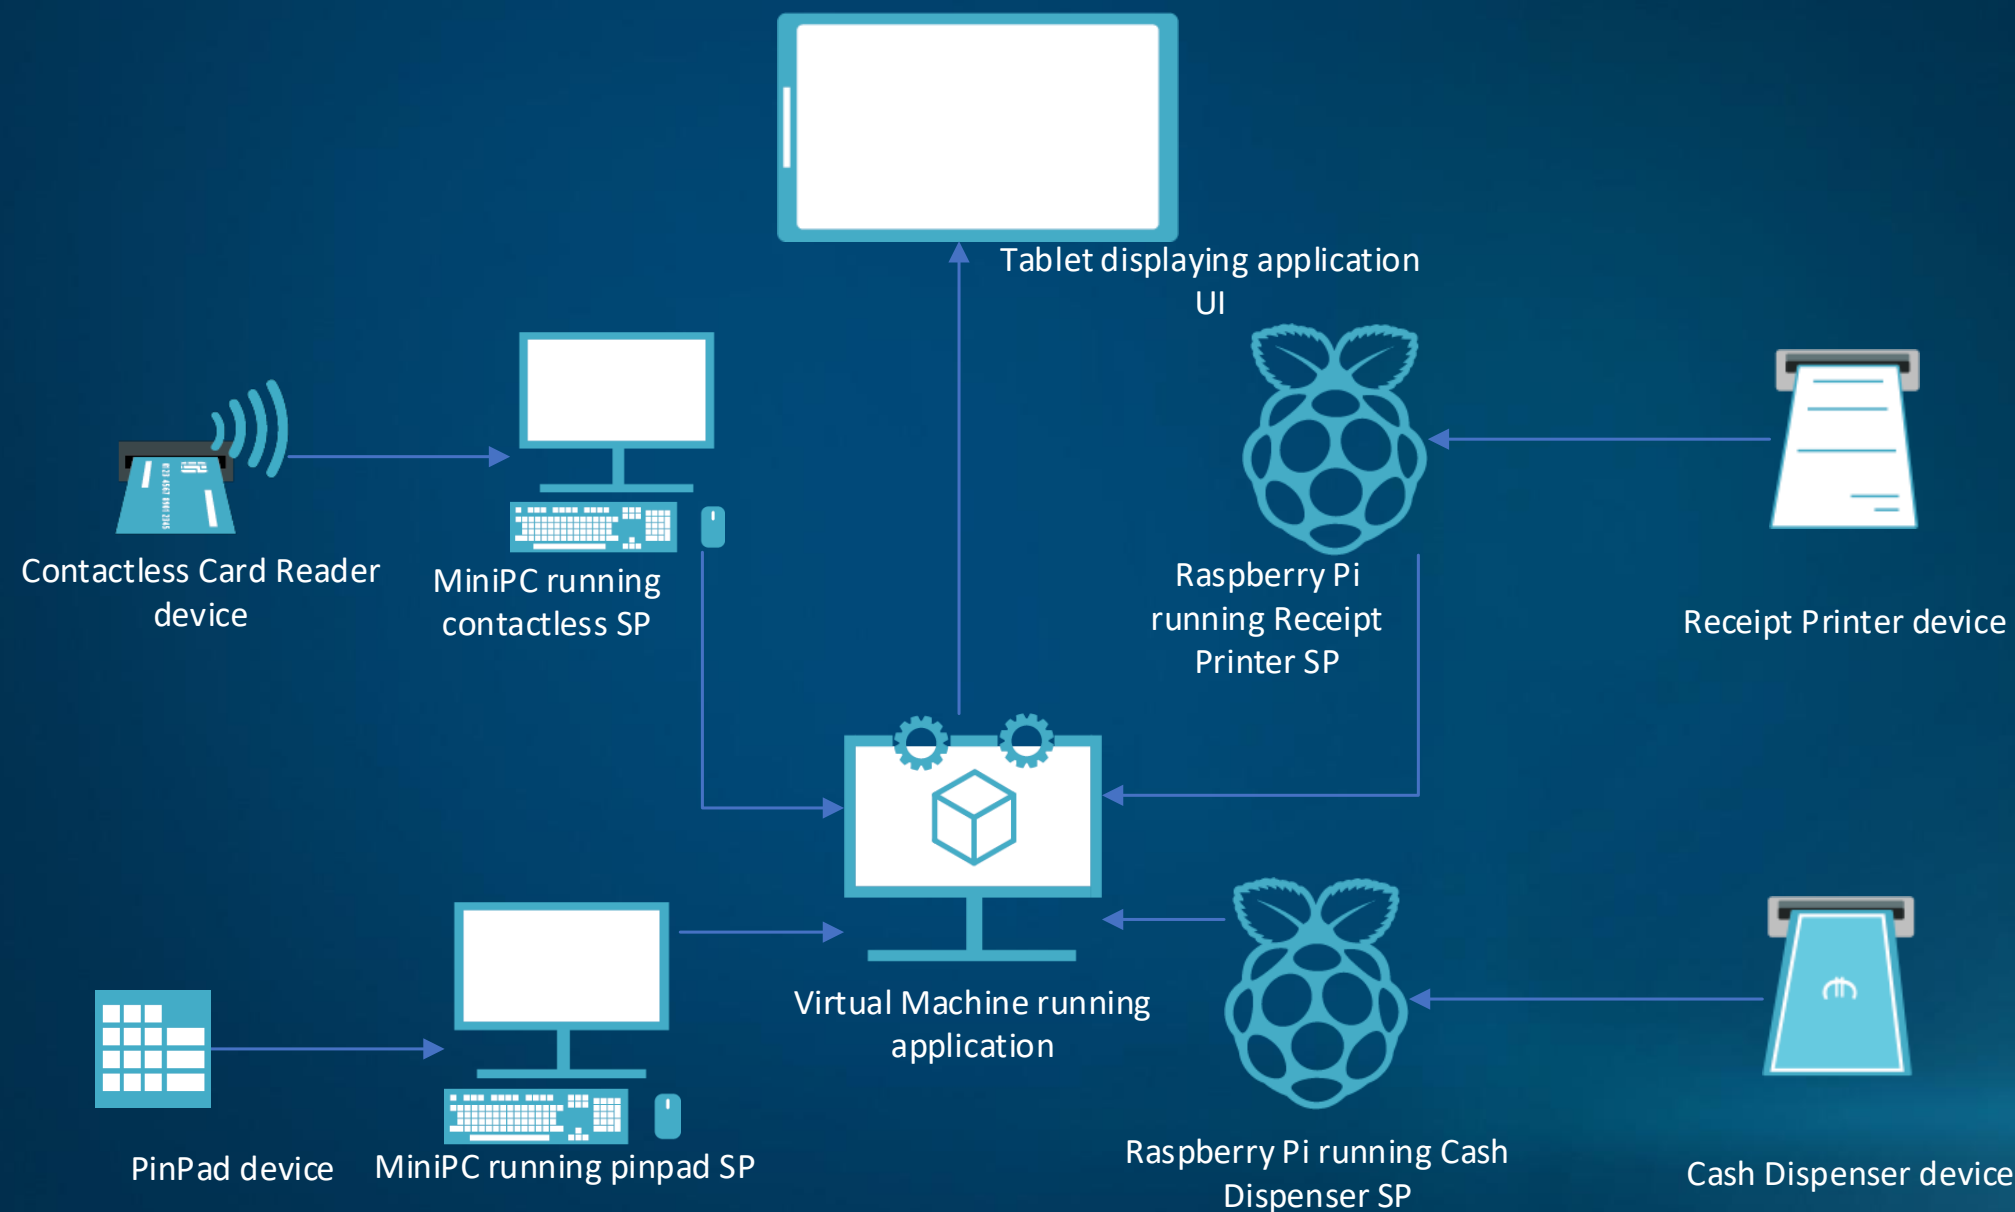 Tablet displaying application
UI
Contactless Card Reader
device
MiniPC running
contactless SP
Raspberry Pi
running Receipt
Printer SP
Receipt Printer device
Virtual Machine running
application
PinPad device
MiniPC running pinpad SP
Raspberry Pi running Cash
Dispenser SP
Cash Dispenser device